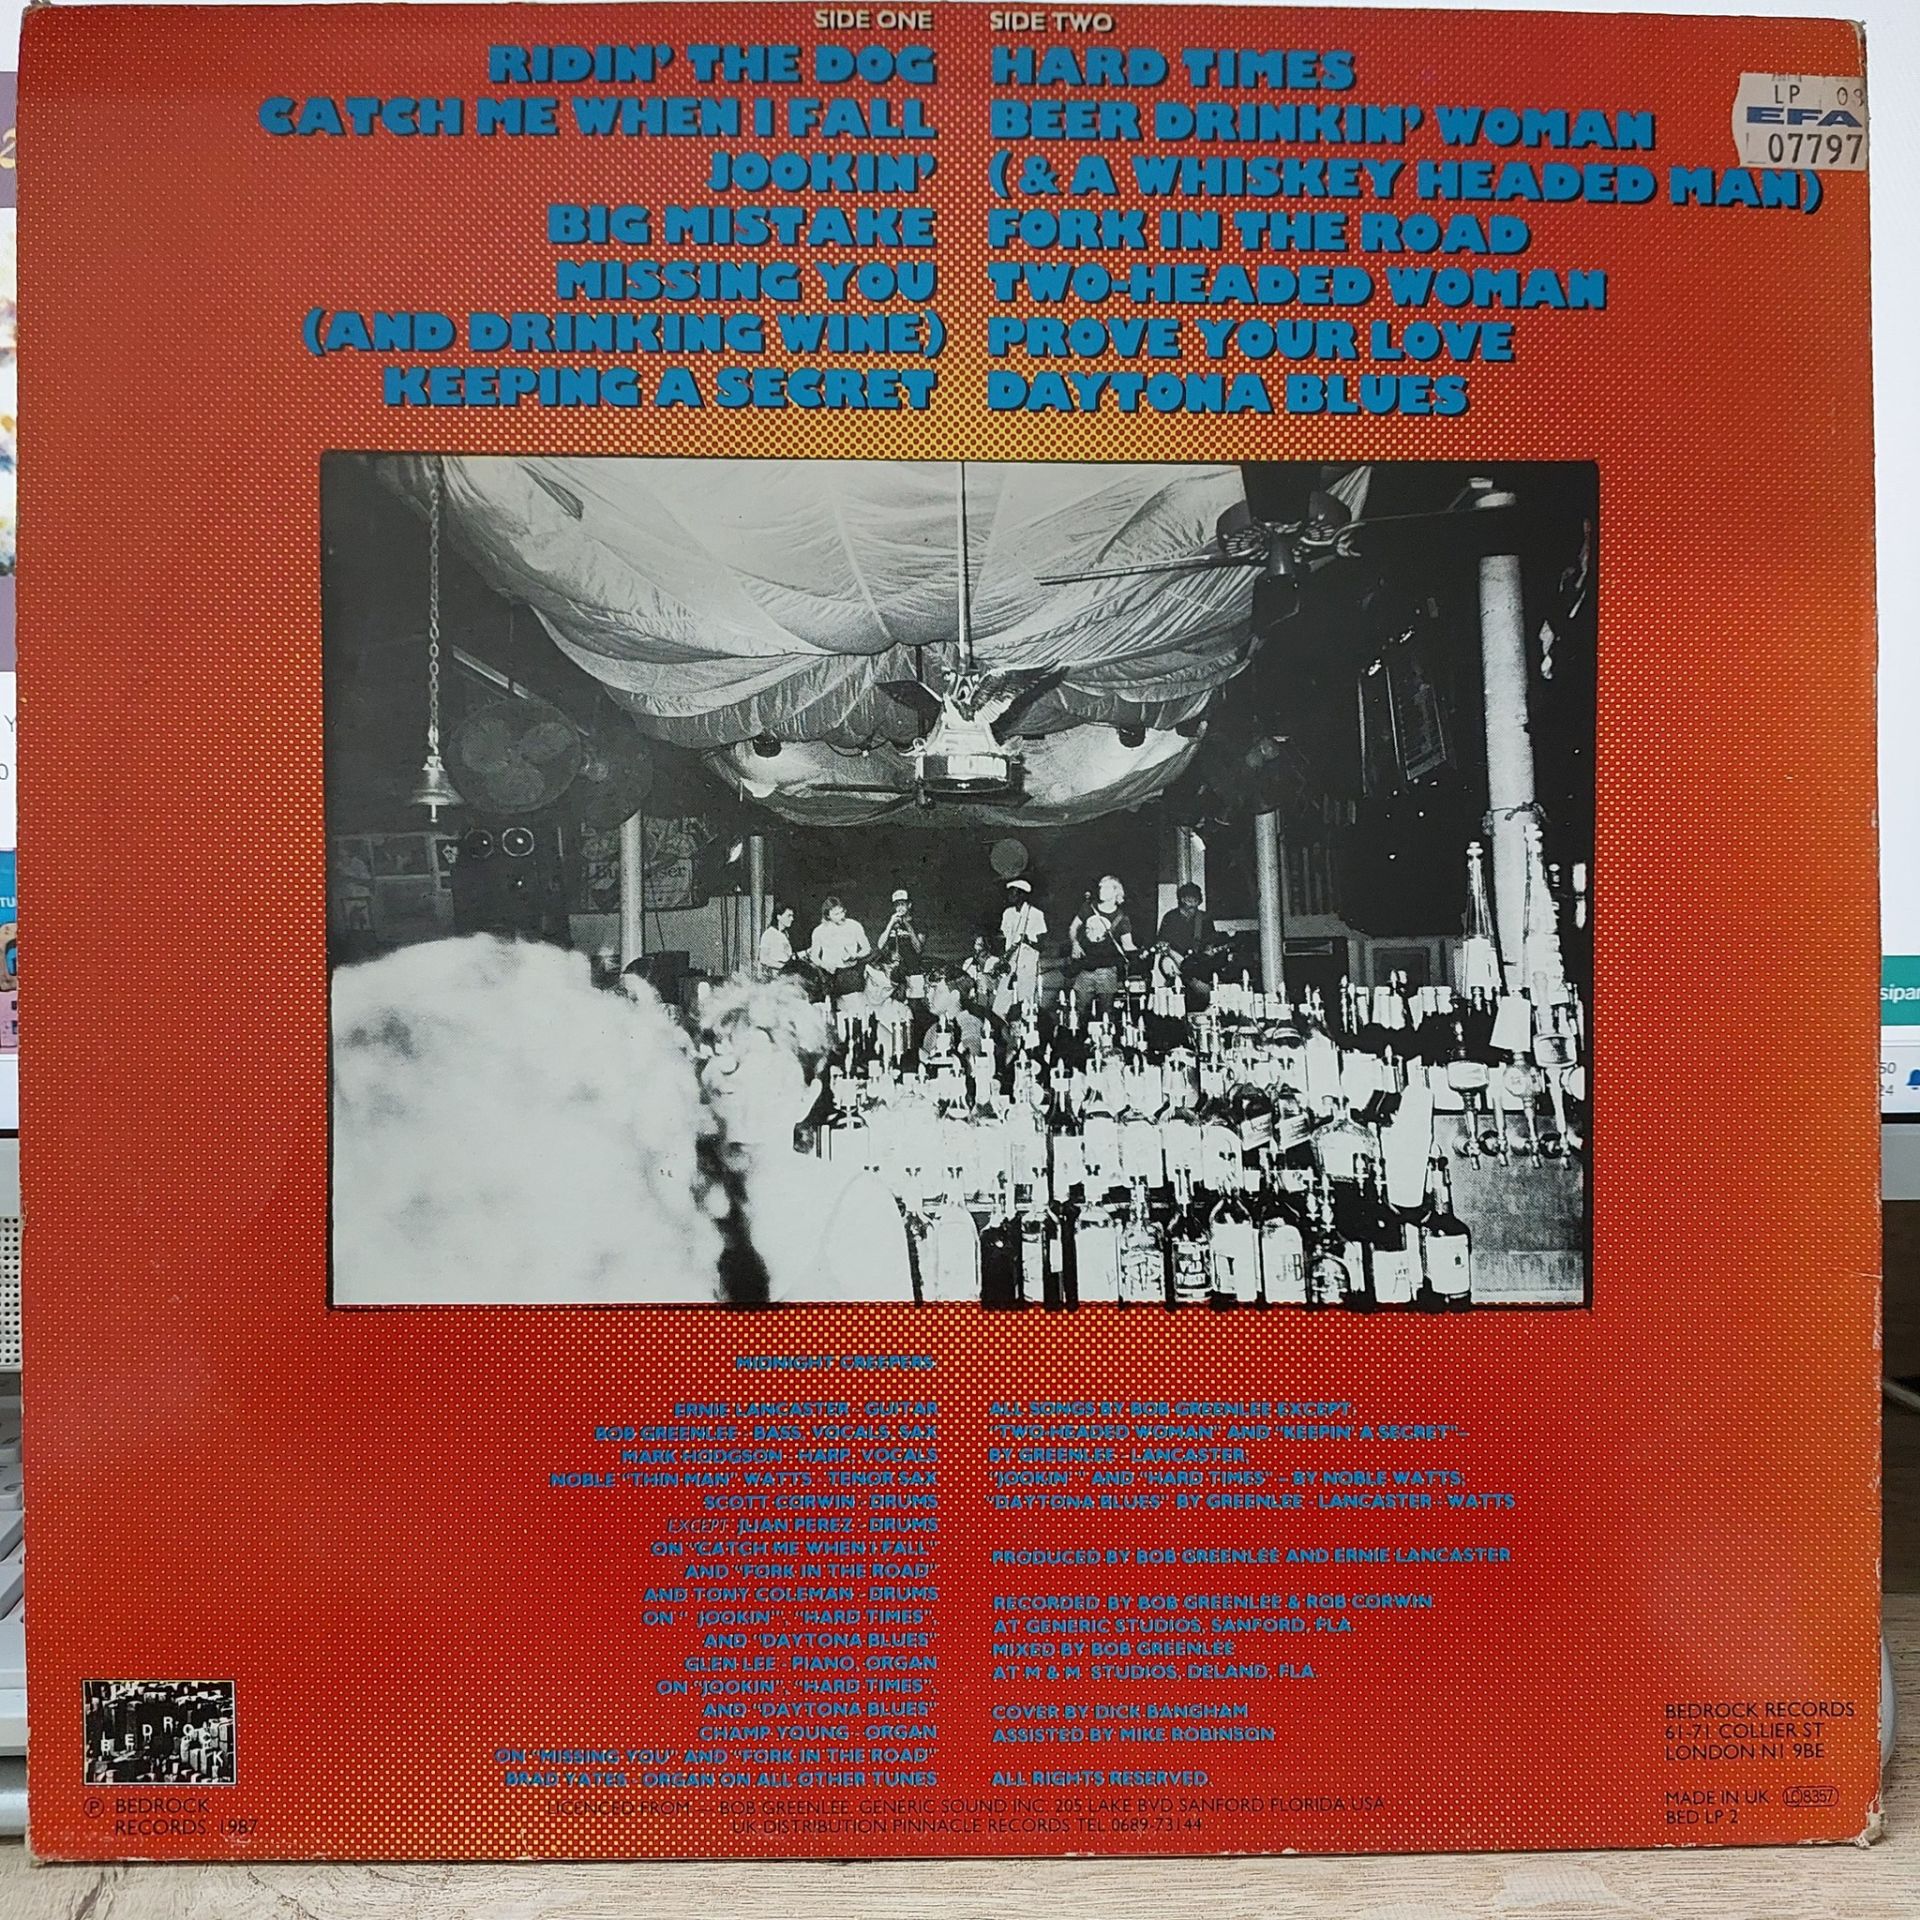 SIDE ONE
RIDIN' THE DOG
CATCH ME WHEN I FALL
JOOKIN'
BIG MISTAKE
MISSING YOU
(AND DRINKING WINE)
KEEPING A SECRET
SIDE TWO
HARD TIMES
BEER DRINKIN' WOMAN
(& A WHISKEY HEADED MAN)
FORK IN THE ROAD
TWO-HEADED WOMAN
PROVE YOUR LOVE
DAYTONA BLUES
LP 08
EFA
07797
J&B
MIDNIGHT CREEPERS:
ERNIE LANCASTER - GUITAR
BOB GREENLEE - BASS, VOCALS, SAX
MARK HODGSON - HARP, VOCALS
NOBLE "THIN MAN" WATTS - TENOR SAX
SCOTT CORWIN - DRUMS
EXCEPT JUAN PEREZ - DRUMS
ON "CATCH ME WHEN I FALL"
AND "FORK IN THE ROAD"
AND TONY COLEMAN - DRUMS
ON "JOOKIN'", "HARD TIMES",
AND "DAYTONA BLUES"
GLEN LEE - PIANO, ORGAN
ON "JOOKIN", "HARD TIMES",
AND "DAYTONA BLUES"
CHAMP YOUNG - ORGAN
ON "MISSING YOU" AND "FORK IN THE ROAD"
BRAD YATES - ORGAN ON ALL OTHER TUNES
ALL SONGS BY BOB GREENLEE EXCEPT:
"TWO-HEADED WOMAN" AND "KEEPIN' A SECRET" –
BY GREENLEE - LANCASTER;
"JOOKIN'" AND "HARD TIMES" – BY NOBLE WATTS;
"DAYTONA BLUES" BY GREENLEE - LANCASTER - WATTS
PRODUCED BY BOB GREENLEE AND ERNIE LANCASTER
RECORDED BY BOB GREENLEE & ROB CORWIN
AT GENERIC STUDIOS, SANFORD, FLA.
MIXED BY BOB GREENLEE
AT M & M STUDIOS, DELAND, FLA.
COVER BY DICK BANGHAM
ASSISTED BY MIKE ROBINSON
ALL RIGHTS RESERVED.
BEDROCK
Ⓟ BEDROCK
RECORDS 1987
LICENCED FROM — BOB GREENLEE, GENERIC SOUND INC. 205 LAKE BVD SANFORD FLORIDA USA
UK DISTRIBUTION PINNACLE RECORDS TEL 0689-73144
BEDROCK RECORDS
61-71 COLLIER ST
LONDON N1 9BE
MADE IN UK LC 8357
BED LP 2